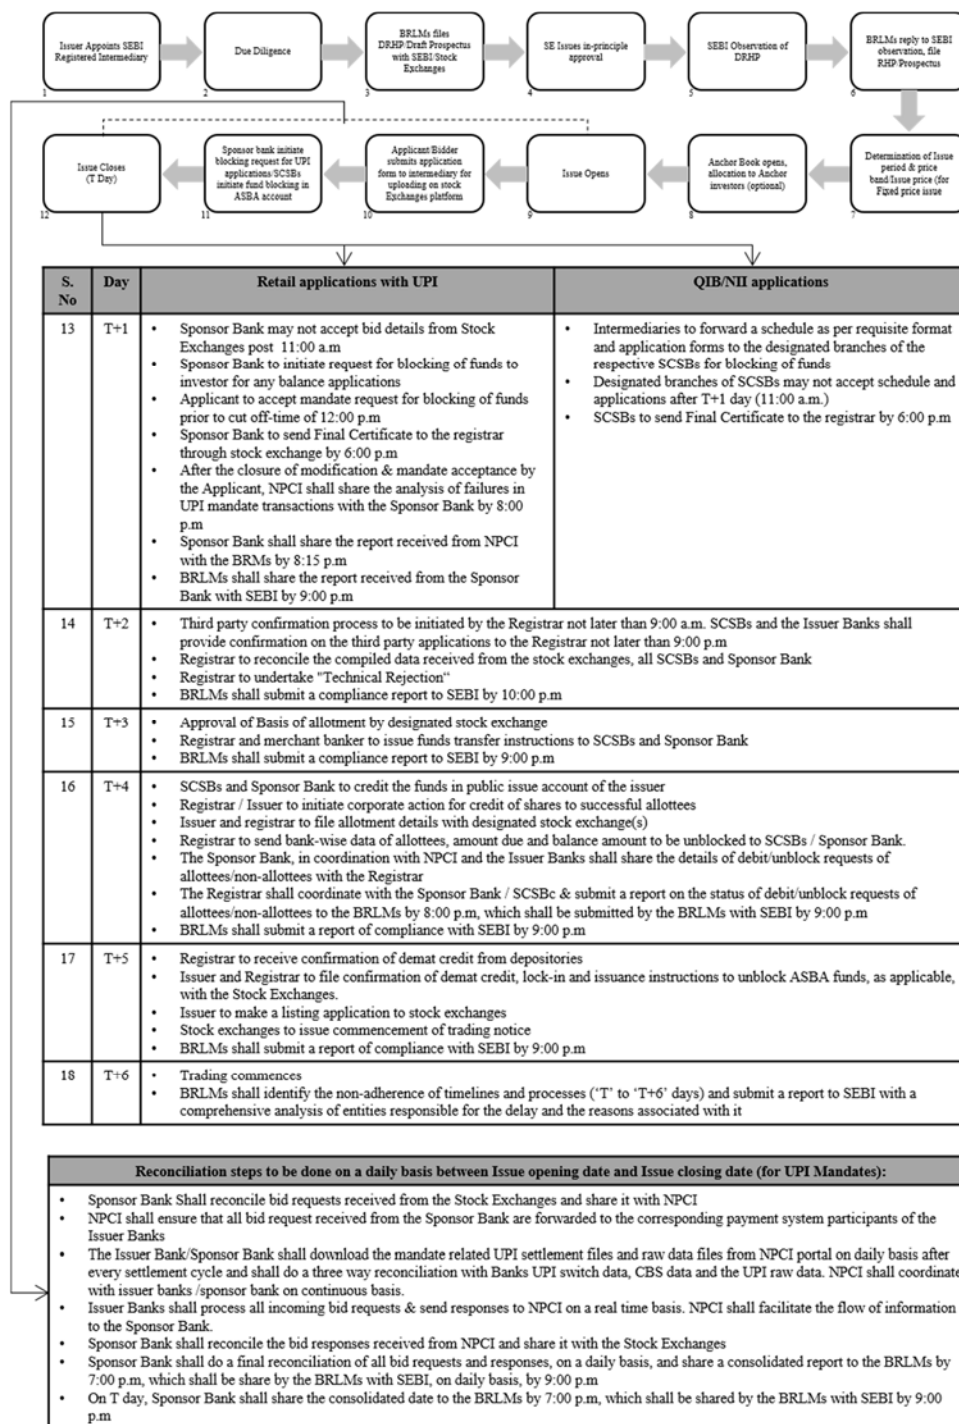 Issuer Appoints SEBI
Registered Intermediary
1
Due Diligence
2
BRLMs files
DRHP/Draft Prospectus
with SEBI/Stock
Exchanges
3
SE Issues in-principle
approval
4
SEBI Observation of
DRHP
5
BRLMs reply to SEBI
observation, file
RHP/Prospectus
6
Issue Closes
(T Day)
12
Sponsor bank initiate
blocking request for UPI
applications/SCSBs
initiate fund blocking in
ASBA account
11
Applicant/Bidder
submits application
form to intermediary for
uploading on stock
Exchanges platform
10
Issue Opens
9
Anchor Book opens,
allocation to Anchor
investors (optional)
8
Determination of Issue
period & price
band/Issue price (for
Fixed price issue
7
S. No Day Retail applications with UPI QIB/NII applications
13 T+1
• Sponsor Bank may not accept bid details from Stock
Exchanges post 11:00 a.m
• Sponsor Bank to initiate request for blocking of funds to
investor for any balance applications
• Applicant to accept mandate request for blocking of funds
prior to cut off-time of 12:00 p.m
• Sponsor Bank to send Final Certificate to the registrar
through stock exchange by 6:00 p.m
• After the closure of modification & mandate acceptance by
the Applicant, NPCI shall share the analysis of failures in
UPI mandate transactions with the Sponsor Bank by 8:00
p.m
• Sponsor Bank shall share the report received from NPCI
with the BRMs by 8:15 p.m
• BRLMs shall share the report received from the Sponsor
Bank with SEBI by 9:00 p.m
• Intermediaries to forward a schedule as per requisite format
and application forms to the designated branches of the
respective SCSBs for blocking of funds
• Designated branches of SCSBs may not accept schedule and
applications after T+1 day (11:00 a.m.)
• SCSBs to send Final Certificate to the registrar by 6:00 p.m
14 T+2
• Third party confirmation process to be initiated by the Registrar not later than 9:00 a.m. SCSBs and the Issuer Banks shall
provide confirmation on the third party applications to the Registrar not later than 9:00 p.m
• Registrar to reconcile the compiled data received from the stock exchanges, all SCSBs and Sponsor Bank
• Registrar to undertake "Technical Rejection“
• BRLMs shall submit a compliance report to SEBI by 10:00 p.m
15 T+3
• Approval of Basis of allotment by designated stock exchange
• Registrar and merchant banker to issue funds transfer instructions to SCSBs and Sponsor Bank
• BRLMs shall submit a compliance report to SEBI by 9:00 p.m
16 T+4
• SCSBs and Sponsor Bank to credit the funds in public issue account of the issuer
• Registrar / Issuer to initiate corporate action for credit of shares to successful allottees
• Issuer and registrar to file allotment details with designated stock exchange(s)
• Registrar to send bank-wise data of allottees, amount due and balance amount to be unblocked to SCSBs / Sponsor Bank.
• The Sponsor Bank, in coordination with NPCI and the Issuer Banks shall share the details of debit/unblock requests of
allottees/non-allottees with the Registrar
• The Registrar shall coordinate with the Sponsor Bank / SCSBc & submit a report on the status of debit/unblock requests of
allottees/non-allottees to the BRLMs by 8:00 p.m, which shall be submitted by the BRLMs with SEBI by 9:00 p.m
• BRLMs shall submit a report of compliance with SEBI by 9:00 p.m
17 T+5
• Registrar to receive confirmation of demat credit from depositories
• Issuer and Registrar to file confirmation of demat credit, lock-in and issuance instructions to unblock ASBA funds, as applicable,
with the Stock Exchanges.
• Issuer to make a listing application to stock exchanges
• Stock exchanges to issue commencement of trading notice
• BRLMs shall submit a report of compliance with SEBI by 9:00 p.m
18 T+6
• Trading commences
• BRLMs shall identify the non-adherence of timelines and processes (‘T’ to ‘T+6’ days) and submit a report to SEBI with a
comprehensive analysis of entities responsible for the delay and the reasons associated with it
Reconciliation steps to be done on a daily basis between Issue opening date and Issue closing date (for UPI Mandates):
• Sponsor Bank Shall reconcile bid requests received from the Stock Exchanges and share it with NPCI
• NPCI shall ensure that all bid request received from the Sponsor Bank are forwarded to the corresponding payment system participants of the
Issuer Banks
• The Issuer Bank/Sponsor Bank shall download the mandate related UPI settlement files and raw data files from NPCI portal on daily basis after
every settlement cycle and shall do a three way reconciliation with Banks UPI switch data, CBS data and the UPI raw data. NPCI shall coordinate
with issuer banks /sponsor bank on continuous basis.
• Issuer Banks shall process all incoming bid requests & send responses to NPCI on a real time basis. NPCI shall facilitate the flow of information
to the Sponsor Bank.
• Sponsor Bank shall reconcile the bid responses received from NPCI and share it with the Stock Exchanges
• Sponsor Bank shall do a final reconciliation of all bid requests and responses, on a daily basis, and share a consolidated report to the BRLMs by
7:00 p.m, which shall be share by the BRLMs with SEBI, on daily basis, by 9:00 p.m
• On T day, Sponsor Bank shall share the consolidated date to the BRLMs by 7:00 p.m, which shall be shared by the BRLMs with SEBI by 9:00
p.m